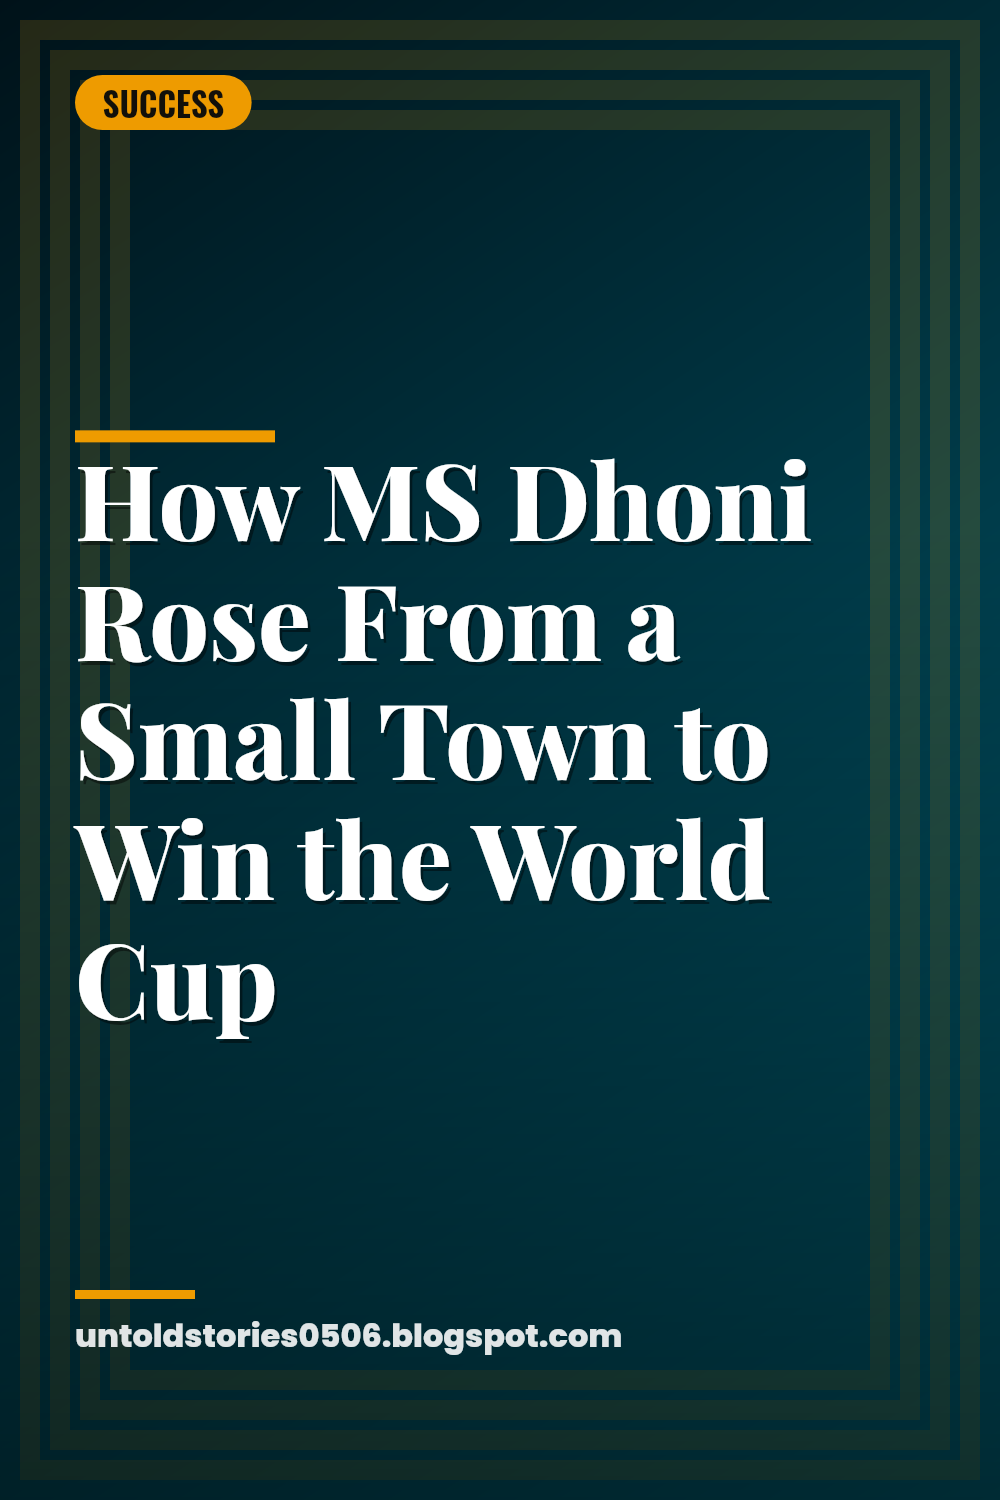 SUCCESS
How MS Dhoni
Rose From a
Small Town to
Win the World
Cup
untoldstories0506.blogspot.com